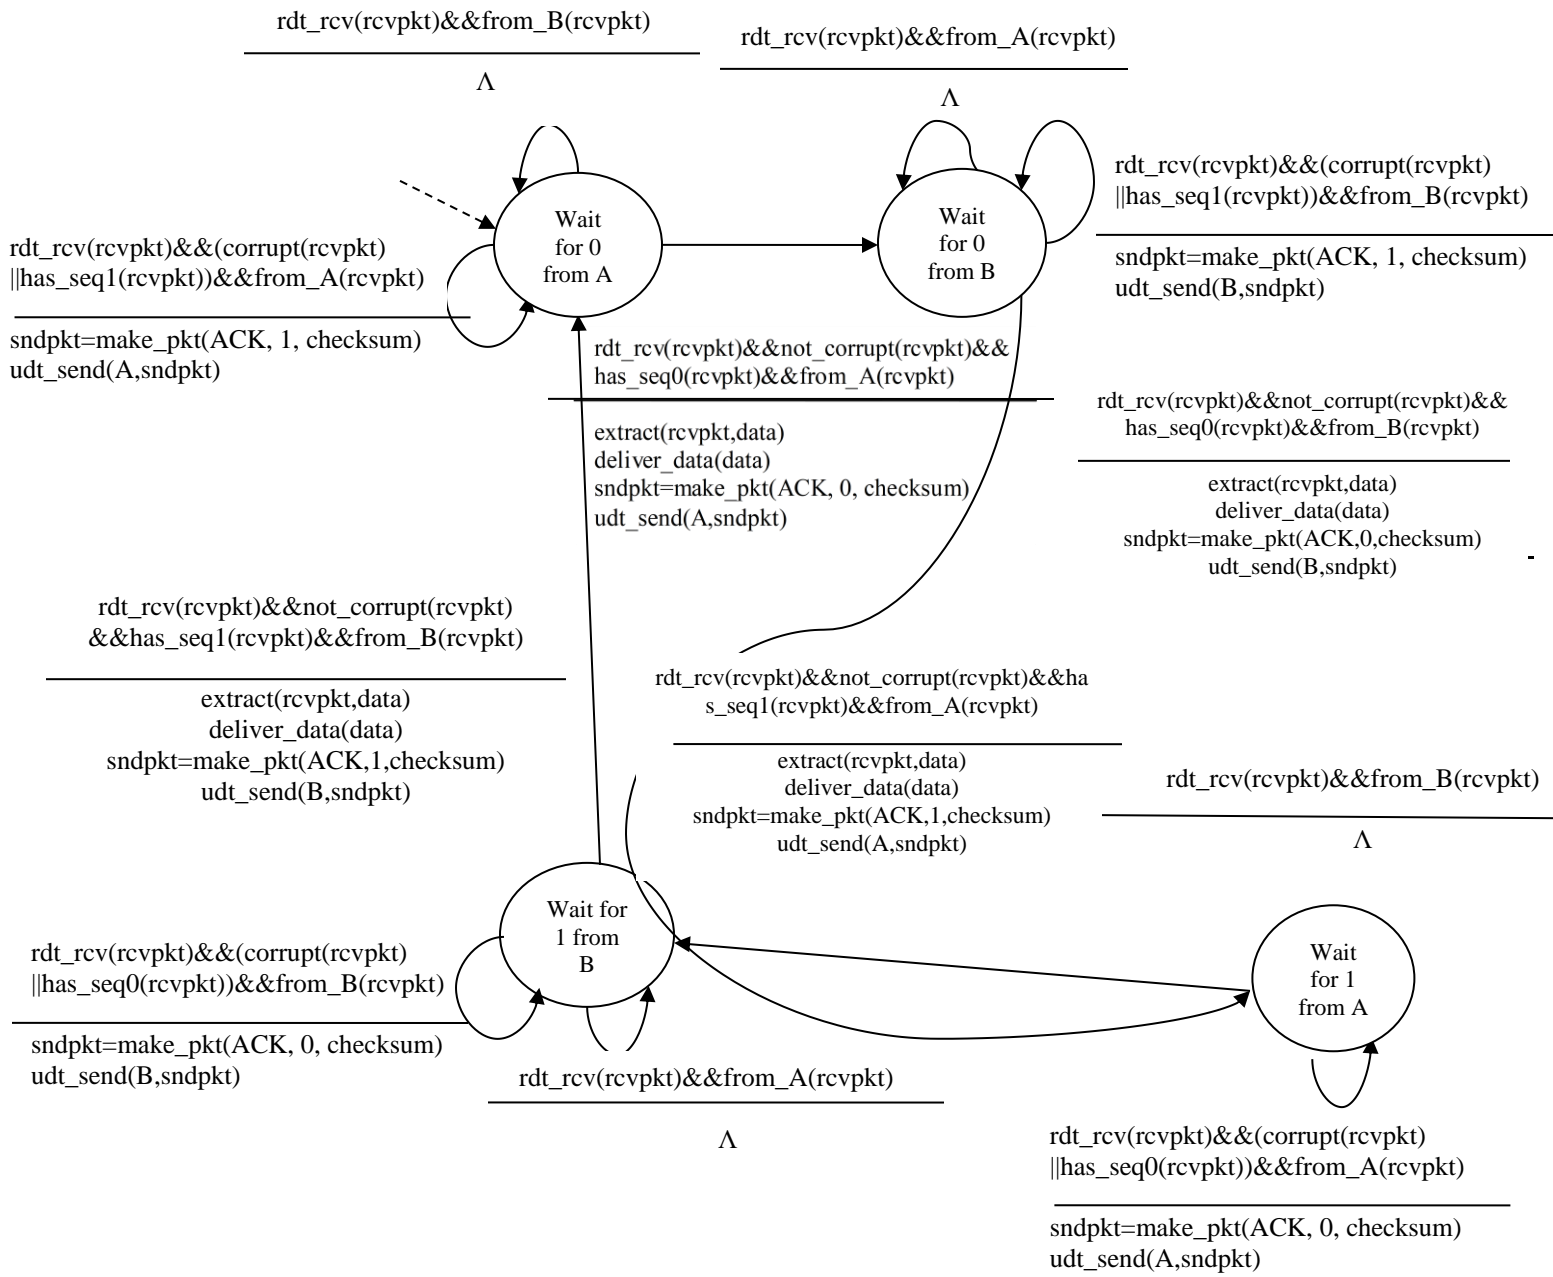 rdt_rcv(rcvpkt)&&from_B(rcvpkt)
Λ
rdt_rcv(rcvpkt)&&from_A(rcvpkt)
Λ
rdt_rcv(rcvpkt)&&(corrupt(rcvpkt)
||has_seq1(rcvpkt))&&from_B(rcvpkt)
sndpkt=make_pkt(ACK, 1, checksum)
udt_send(B,sndpkt)
Wait
for 0
from A
Wait
for 0
from B
rdt_rcv(rcvpkt)&&(corrupt(rcvpkt)
||has_seq1(rcvpkt))&&from_A(rcvpkt)
sndpkt=make_pkt(ACK, 1, checksum)
udt_send(A,sndpkt)
rdt_rcv(rcvpkt)&&not_corrupt(rcvpkt)&&
has_seq0(rcvpkt)&&from_A(rcvpkt)
extract(rcvpkt,data)
deliver_data(data)
sndpkt=make_pkt(ACK, 0, checksum)
udt_send(A,sndpkt)
rdt_rcv(rcvpkt)&&not_corrupt(rcvpkt)&&
has_seq0(rcvpkt)&&from_B(rcvpkt)
extract(rcvpkt,data)
deliver_data(data)
sndpkt=make_pkt(ACK,0,checksum)
udt_send(B,sndpkt)
rdt_rcv(rcvpkt)&&not_corrupt(rcvpkt)
&&has_seq1(rcvpkt)&&from_B(rcvpkt)
extract(rcvpkt,data)
deliver_data(data)
sndpkt=make_pkt(ACK,1,checksum)
udt_send(B,sndpkt)
rdt_rcv(rcvpkt)&&not_corrupt(rcvpkt)&&ha
s_seq1(rcvpkt)&&from_A(rcvpkt)
extract(rcvpkt,data)
deliver_data(data)
sndpkt=make_pkt(ACK,1,checksum)
udt_send(A,sndpkt)
rdt_rcv(rcvpkt)&&from_B(rcvpkt)
Λ
Wait for
1 from
B
Wait
for 1
from A
rdt_rcv(rcvpkt)&&(corrupt(rcvpkt)
||has_seq0(rcvpkt))&&from_B(rcvpkt)
sndpkt=make_pkt(ACK, 0, checksum)
udt_send(B,sndpkt)
rdt_rcv(rcvpkt)&&from_A(rcvpkt)
Λ
rdt_rcv(rcvpkt)&&(corrupt(rcvpkt)
||has_seq0(rcvpkt))&&from_A(rcvpkt)
sndpkt=make_pkt(ACK, 0, checksum)
udt_send(A,sndpkt)